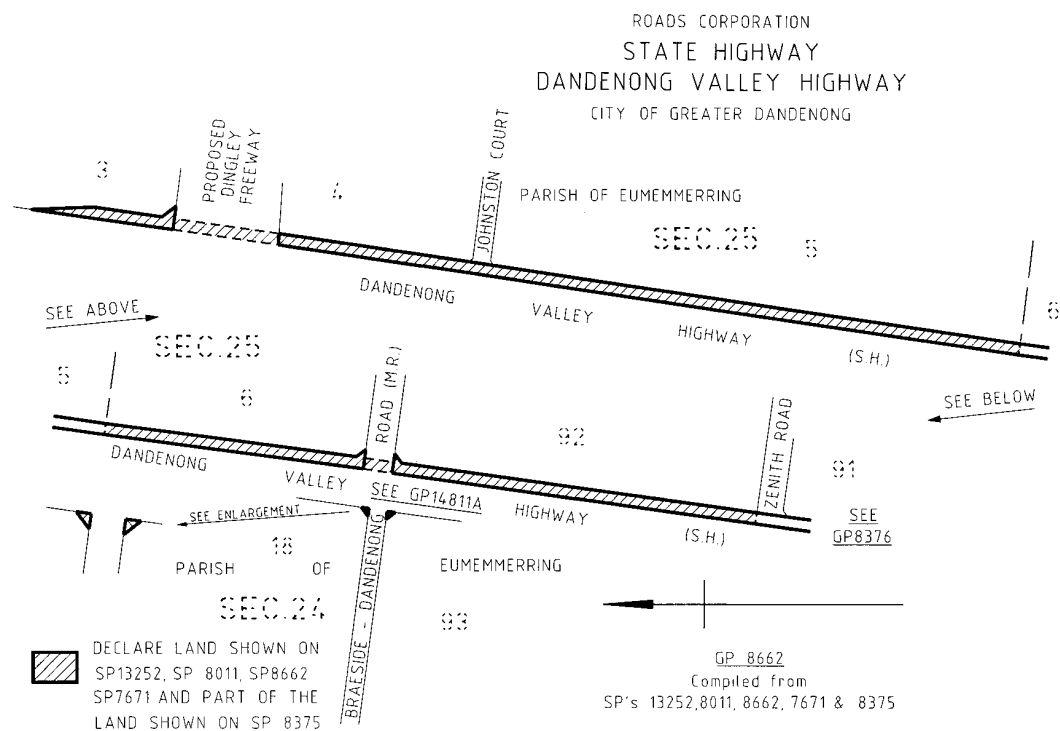 ROADS CORPORATION
STATE HIGHWAY
DANDENONG VALLEY HIGHWAY
CITY OF GREATER DANDENONG
3
PROPOSED
DINGLEY
FREEWAY
4
JOHNSTON COURT
PARISH OF EUMEMMERRING
SEC.25
5
6
DANDENONG VALLEY HIGHWAY (S.H.)
SEE ABOVE
SEC.25
SEE BELOW
5
6
ROAD (M.R.)
92
ZENITH ROAD
91
DANDENONG VALLEY HIGHWAY (S.H.)
SEE GP14811A
SEE
GP8376
SEE ENLARGEMENT
18
PARISH OF EUMEMMERRING
SEC.24
93
BRAESIDE - DANDENONG
DECLARE LAND SHOWN ON
SP13252, SP 8011, SP8662
SP7671 AND PART OF THE
LAND SHOWN ON SP 8375
GP 8662
Compiled from
SP's 13252,8011, 8662, 7671 & 8375